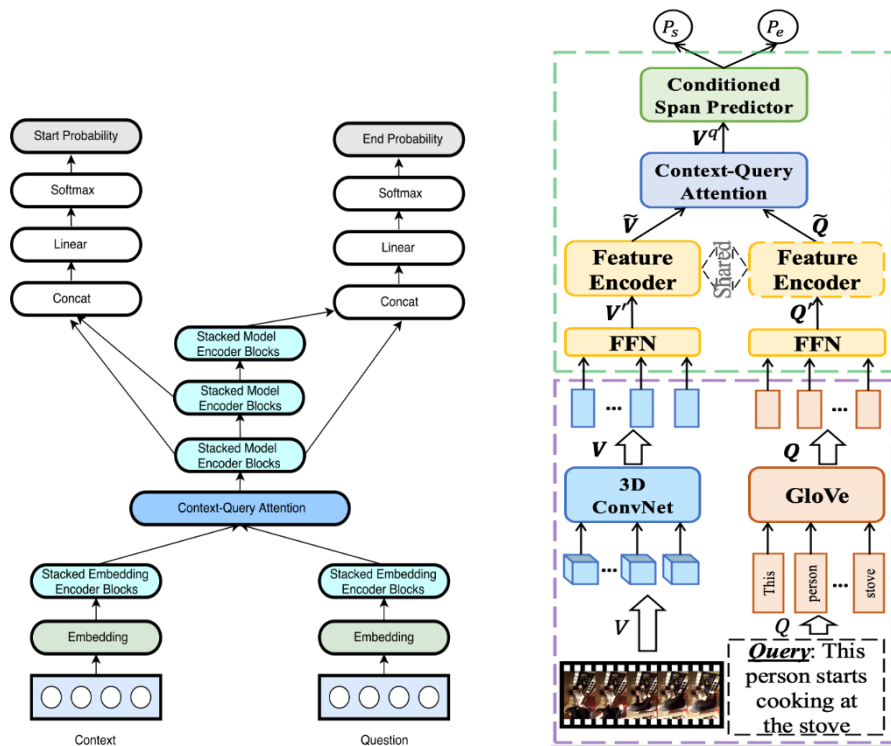 Start Probability
Softmax
Linear
Concat
End Probability
Softmax
Linear
Concat
Stacked Model
Encoder Blocks
Stacked Model
Encoder Blocks
Stacked Model
Encoder Blocks
Context-Query Attention
Stacked Embedding
Encoder Blocks
Stacked Embedding
Encoder Blocks
Embedding
Embedding
Context
Question
P_s
P_e
Conditioned
Span Predictor
V^q
Context-Query
Attention
Ṽ
Q̃
Feature
Encoder
Shared
Feature
Encoder
V′
Q′
FFN
FFN
...
...
V
Q
3D
ConvNet
GloVe
...
This
person
...
stove
V
Q
Query: This
person starts
cooking at
the stove